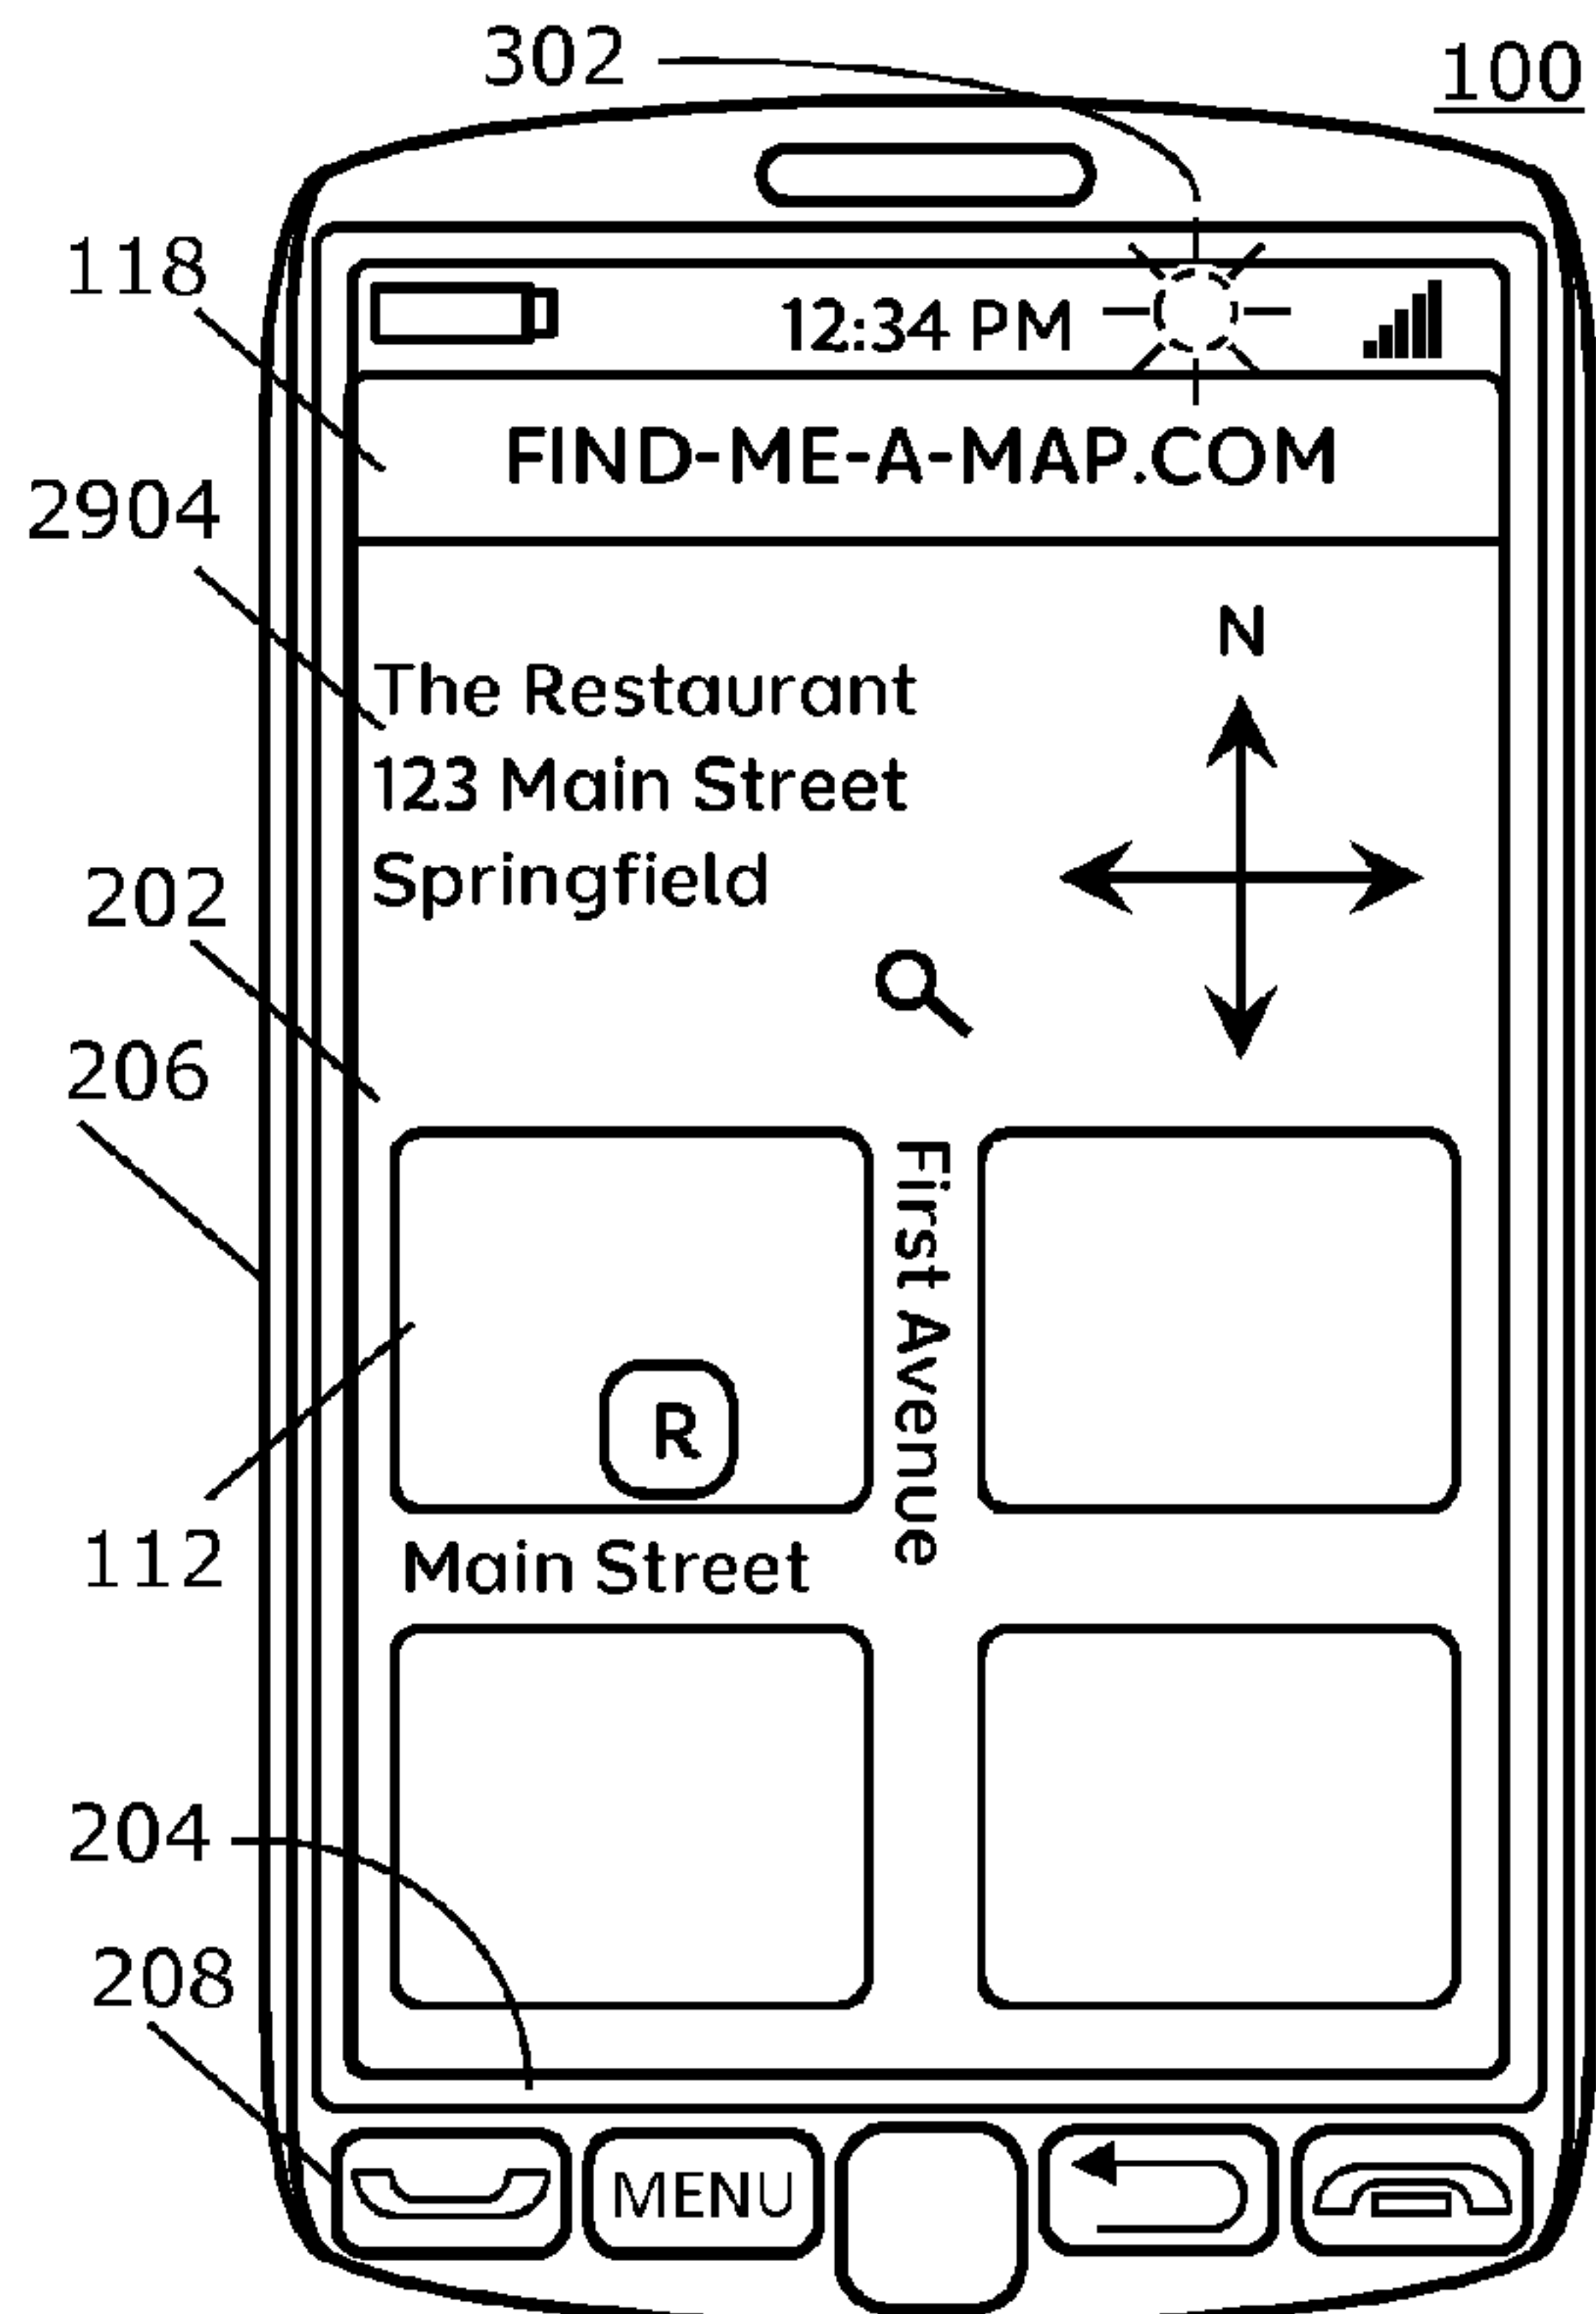 302
100
118
12:34 PM
FIND-ME-A-MAP.COM
2904
N
The Restaurant
123 Main Street
Springfield
202
206
First Avenue
R
112
Main Street
204
208
MENU